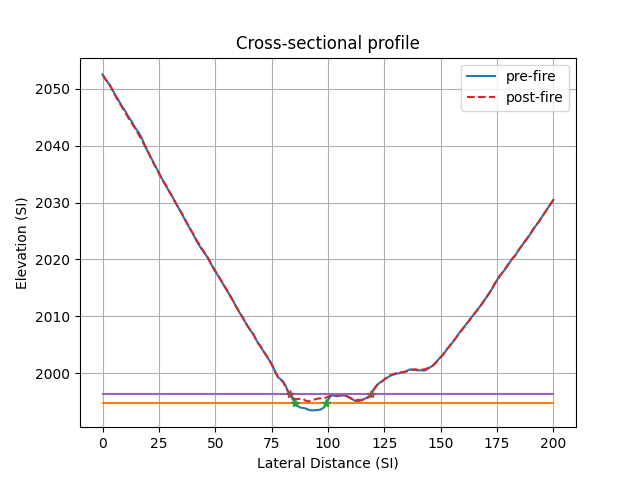 Cross-sectional profile
pre-fire
post-fire
2050
2040
2030
2020
2010
2000
Elevation (SI)
0 25 50 75 100 125 150 175 200
Lateral Distance (SI)